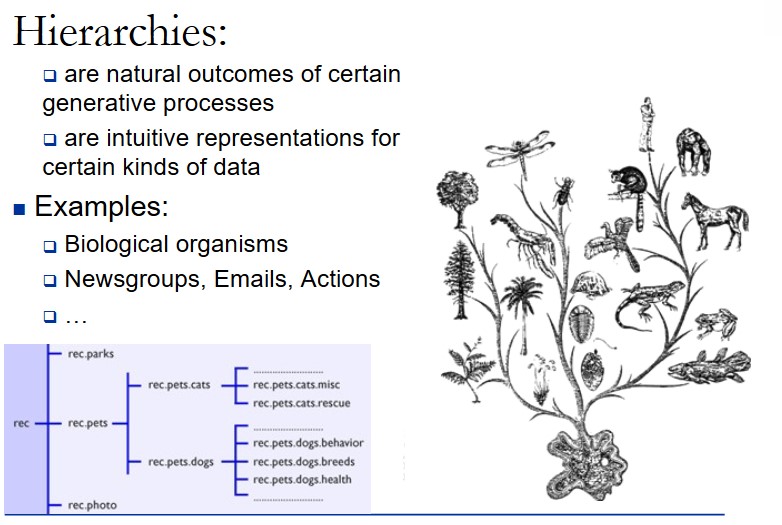 Hierarchies:
are natural outcomes of certain
generative processes
are intuitive representations for
certain kinds of data
Examples:
Biological organisms
Newsgroups, Emails, Actions
…
rec.parks
rec.pets.cats
rec.pets.cats.misc
rec.pets.cats.rescue
rec
rec.pets
rec.pets.dogs.behavior
rec.pets.dogs
rec.pets.dogs.breeds
rec.pets.dogs.health
rec.photo